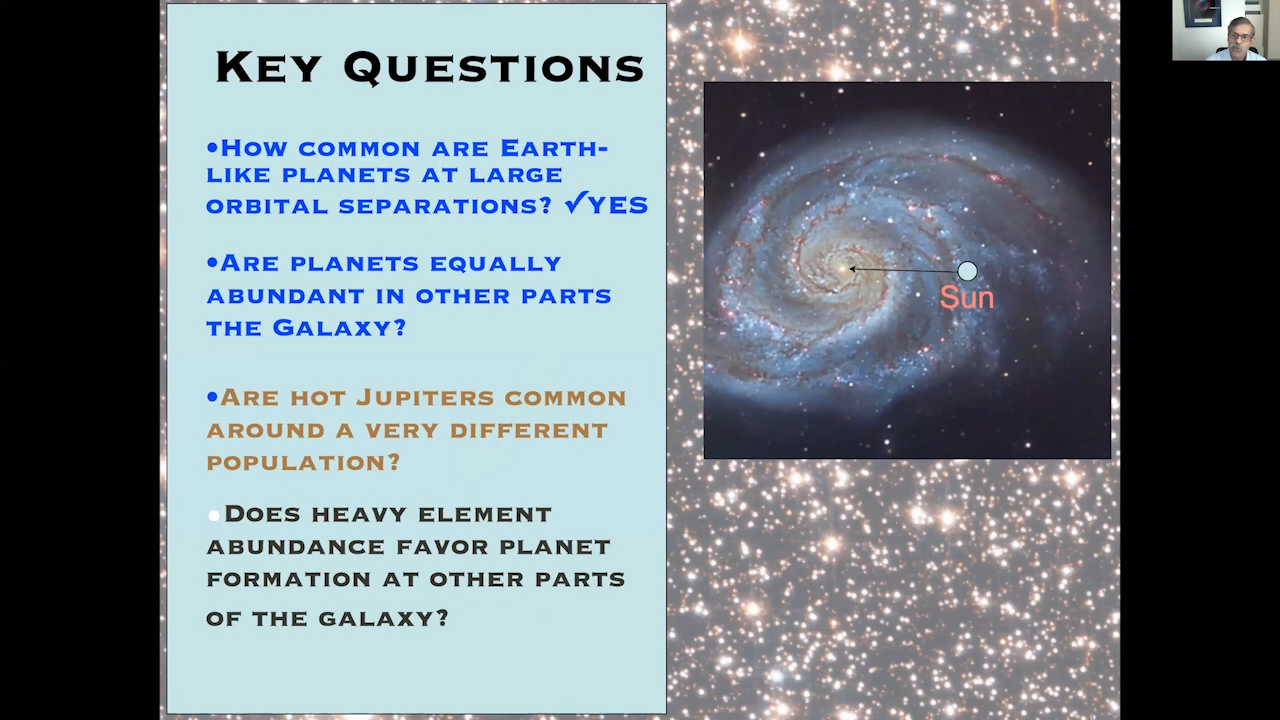 KEY QUESTIONS
•HOW COMMON ARE EARTH-
LIKE PLANETS AT LARGE
ORBITAL SEPARATIONS? ✓YES
•ARE PLANETS EQUALLY
ABUNDANT IN OTHER PARTS
THE GALAXY?
•ARE HOT JUPITERS COMMON
AROUND A VERY DIFFERENT
POPULATION?
•DOES HEAVY ELEMENT
ABUNDANCE FAVOR PLANET
FORMATION AT OTHER PARTS
OF THE GALAXY?
Sun